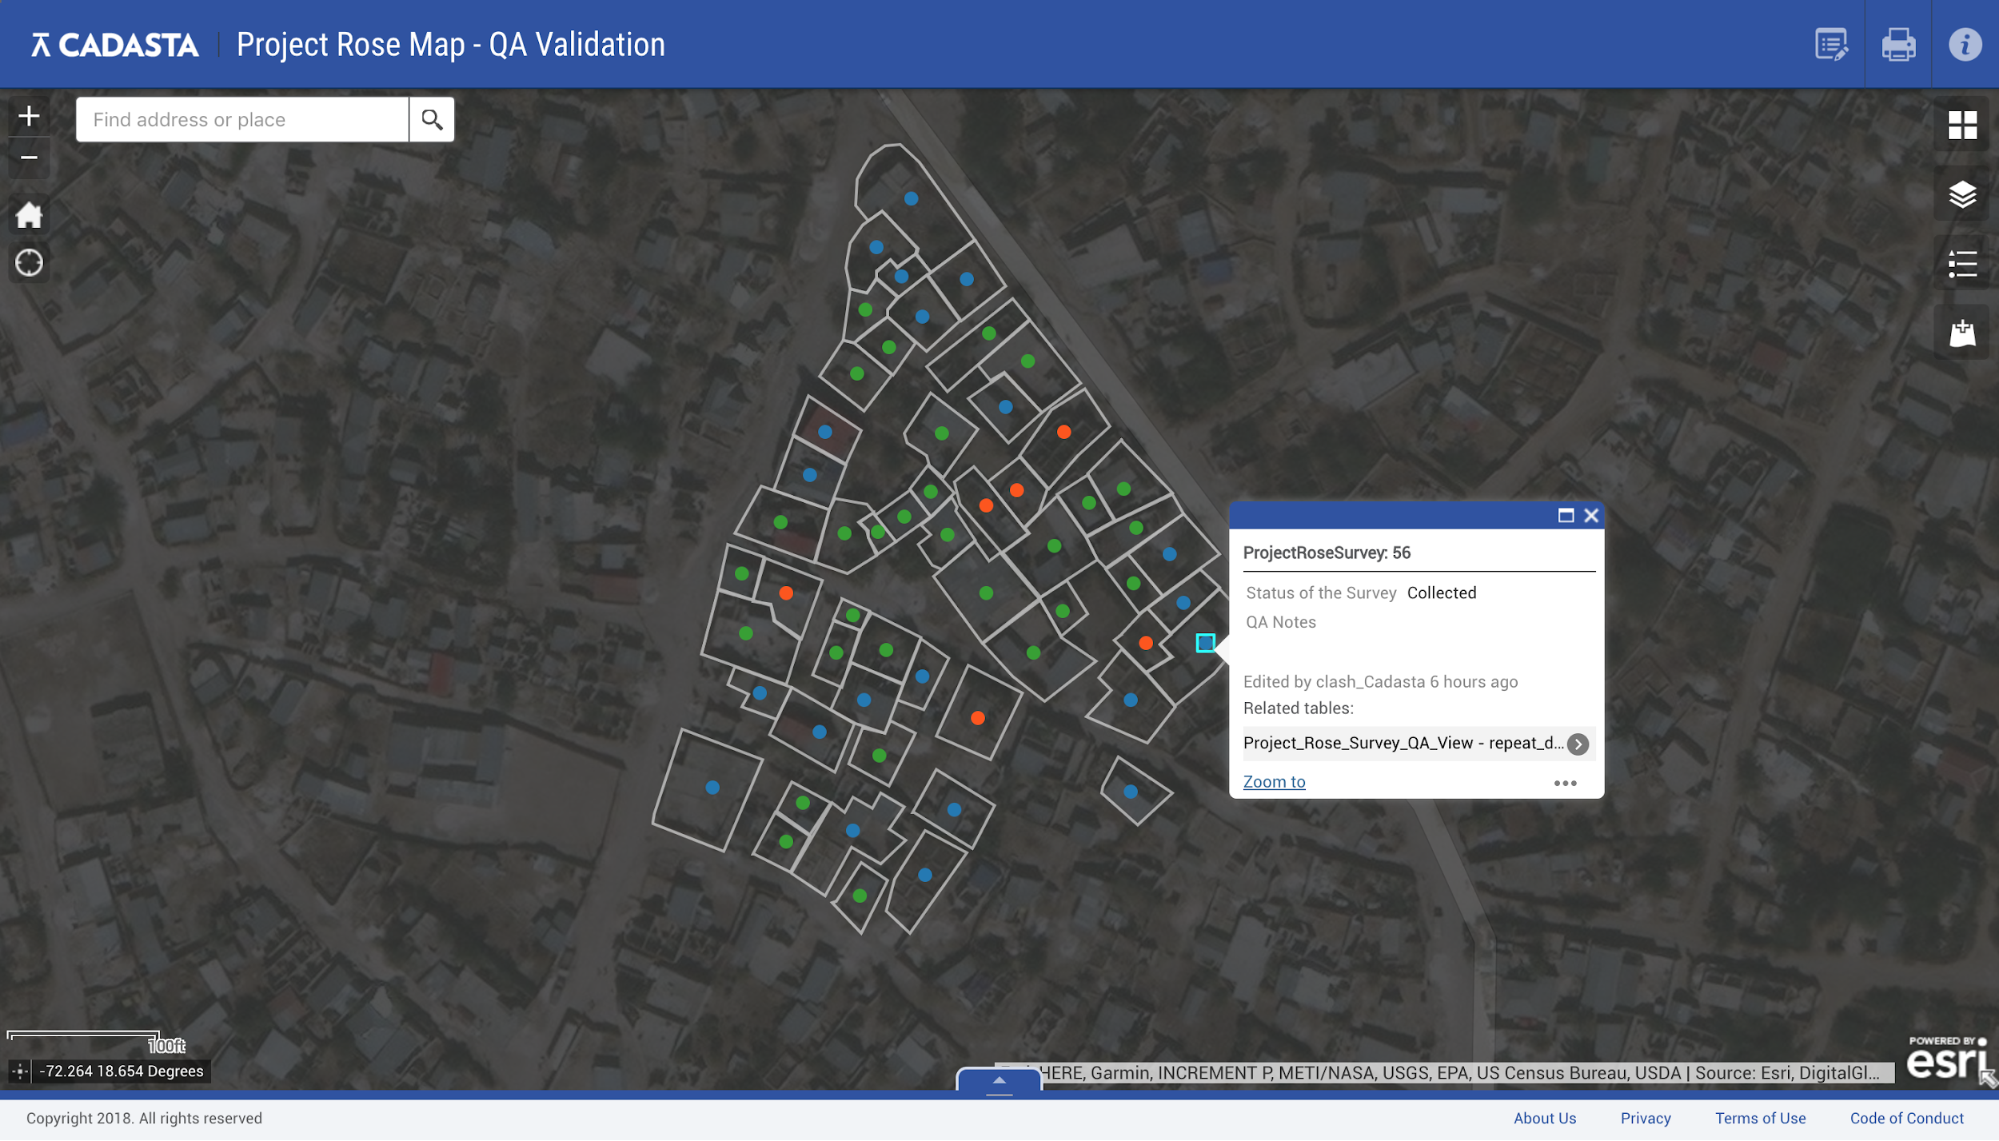 CADASTA
Project Rose Map - QA Validation
Find address or place
ProjectRoseSurvey: 56
Status of the Survey Collected
QA Notes
Edited by clash_Cadasta 6 hours ago
Related tables:
Project_Rose_Survey_QA_View - repeat_d...
Zoom to
100ft
-72.264 18.654 Degrees
HERE, Garmin, INCREMENT P, METI/NASA, USGS, EPA, US Census Bureau, USDA | Source: Esri, DigitalGl...
POWERED BY
esri
Copyright 2018. All rights reserved
About Us
Privacy
Terms of Use
Code of Conduct